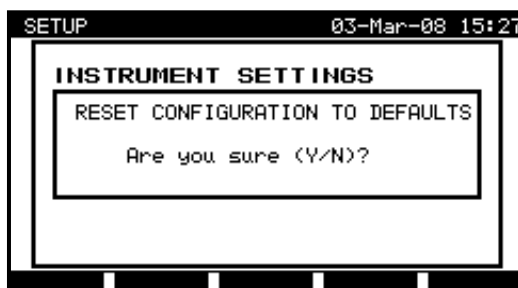 SETUP 03-Mar-08 15:27
INSTRUMENT SETTINGS
RESET CONFIGURATION TO DEFAULTS
Are you sure (Y/N)?